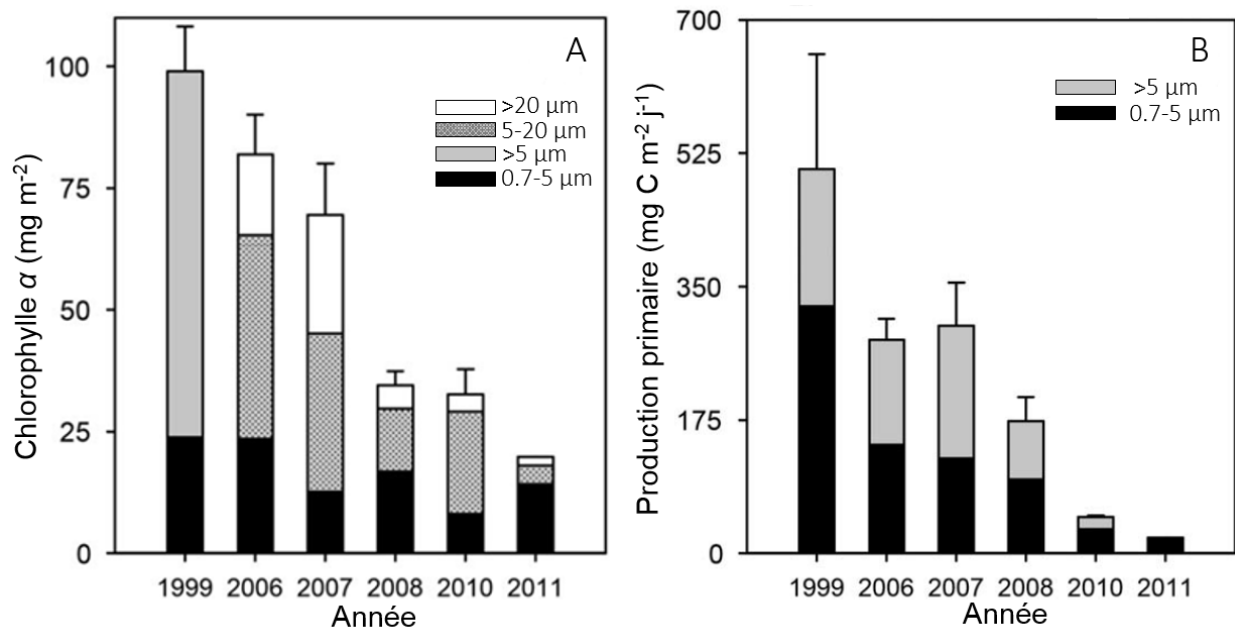 A
Chlorophylle α (mg m-2)
100
75
50
25
0
>20 µm
5-20 µm
>5 µm
0.7-5 µm
1999 2006 2007 2008 2010 2011
Année
B
Production primaire (mg C m-2 j-1)
700
525
350
175
0
>5 µm
0.7-5 µm
1999 2006 2007 2008 2010 2011
Année